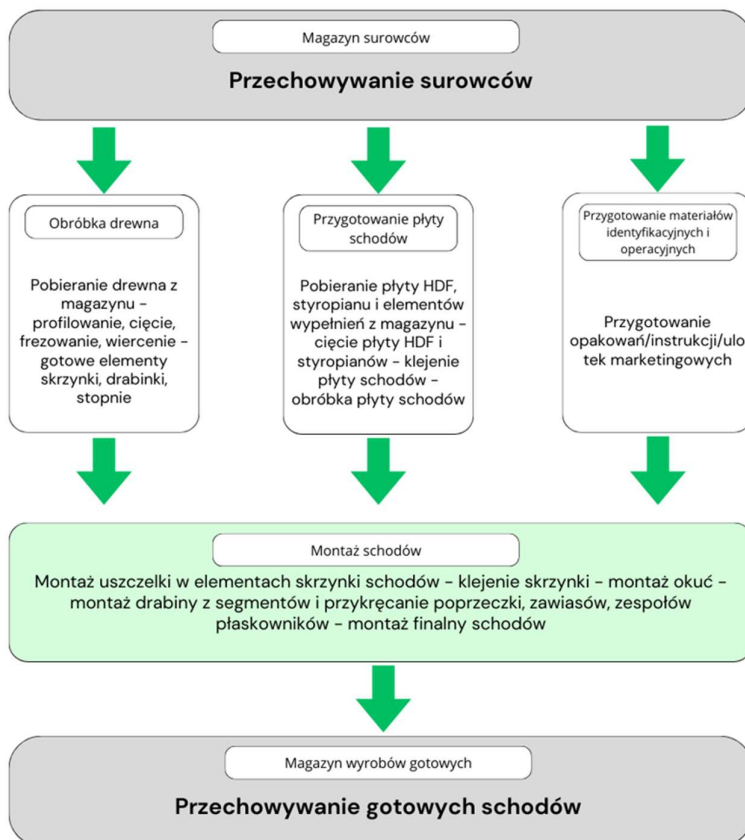 Magazyn surowców
Przechowywanie surowców
Obróbka drewna
Pobieranie drewna z
magazynu –
profilowanie, cięcie,
frezowanie, wiercenie –
gotowe elementy
skrzynki, drabinki,
stopnie
Przygotowanie płyty
schodów
Pobieranie płyty HDF,
styropianu i elementów
wypełnień z magazynu –
cięcie płyty HDF i
styropianów – klejenie
płyty schodów –
obróbka płyty schodów
Przygotowanie materiałów
identyfikacyjnych i
operacyjnych
Przygotowanie
opakowań/instrukcji/ulo
tek marketingowych
Montaż schodów
Montaż uszczelki w elementach skrzynki schodów – klejenie skrzynki – montaż okuć –
montaż drabiny z segmentów i przykręcanie poprzeczki, zawiasów, zespołów
płaskowników – montaż finalny schodów
Magazyn wyrobów gotowych
Przechowywanie gotowych schodów